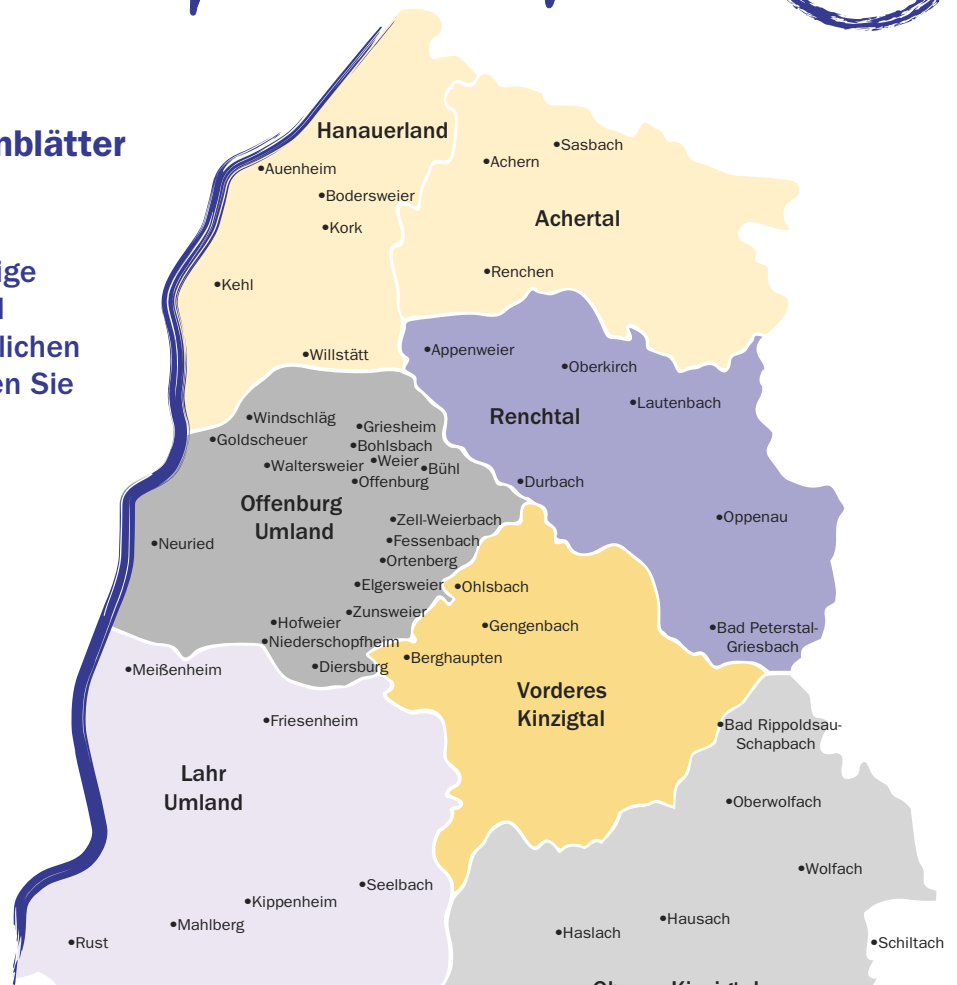 nblätter
ige
lichen
en Sie
Hanauerland
•Auenheim
•Bodersweier
•Kork
•Kehl
•Willstätt
•Sasbach
•Achern
Achertal
•Renchen
•Appenweier
•Oberkirch
•Lautenbach
Renchtal
•Durbach
•Oppenau
•Bad Peterstal-
Griesbach
•Windschläg
•Goldscheuer
•Griesheim
•Bohlsbach
•Weier
•Waltersweier
•Bühl
•Offenburg
Offenburg
Umland
•Zell-Weierbach
•Fessenbach
•Neuried
•Ortenberg
•Elgersweier
•Zunsweier
•Hofweier
•Niederschopfheim
•Diersburg
•Ohlsbach
•Gengenbach
•Berghaupten
Vorderes
Kinzigtal
•Meißenheim
•Friesenheim
Lahr
Umland
•Seelbach
•Kippenheim
•Mahlberg
•Rust
•Bad Rippoldsau-
Schapbach
•Oberwolfach
•Wolfach
•Hausach
•Haslach
•Schiltach